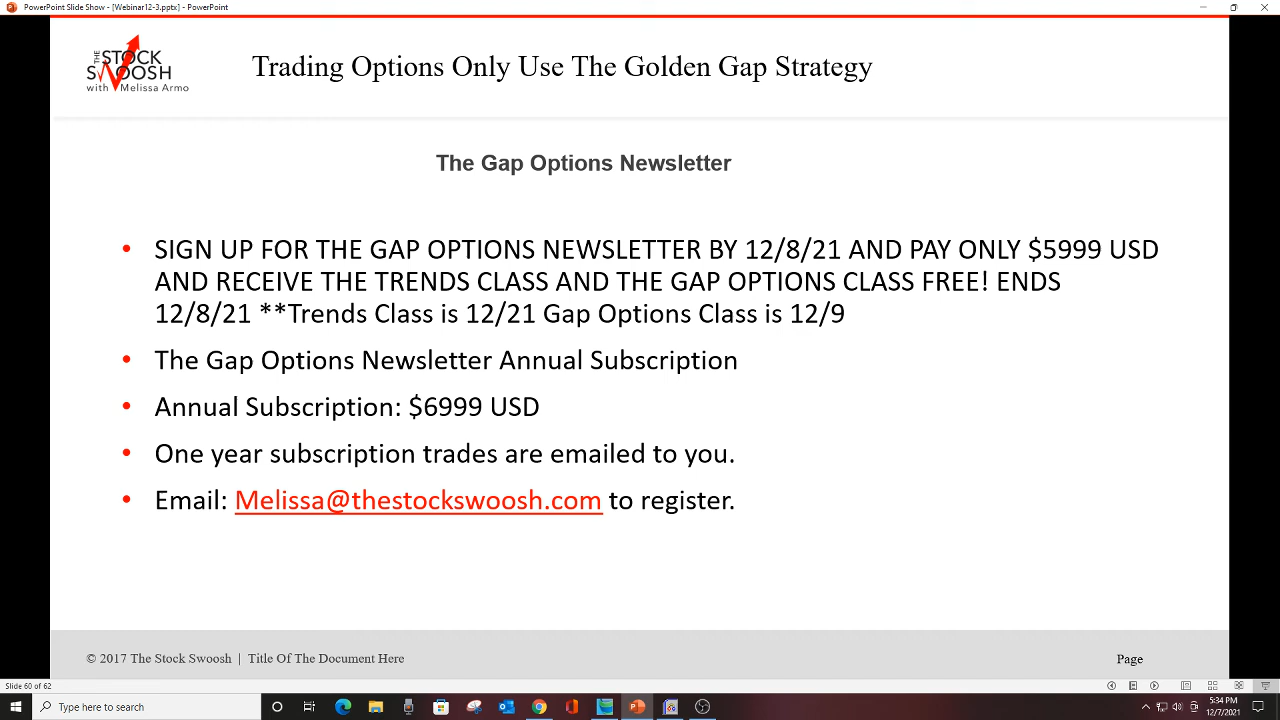 PowerPoint Slide Show - [Webinar12-3.pptx] - PowerPoint
THE STOCK
SWOOSH
with Melissa Armo
Trading Options Only Use The Golden Gap Strategy
The Gap Options Newsletter
• SIGN UP FOR THE GAP OPTIONS NEWSLETTER BY 12/8/21 AND PAY ONLY $5999 USD
AND RECEIVE THE TRENDS CLASS AND THE GAP OPTIONS CLASS FREE! ENDS
12/8/21 **Trends Class is 12/21 Gap Options Class is 12/9
• The Gap Options Newsletter Annual Subscription
• Annual Subscription: $6999 USD
• One year subscription trades are emailed to you.
• Email: Melissa@thestockswoosh.com to register.
© 2017 The Stock Swoosh | Title Of The Document Here
Page
Slide 60 of 62
Type here to search
5:34 PM
12/7/2021